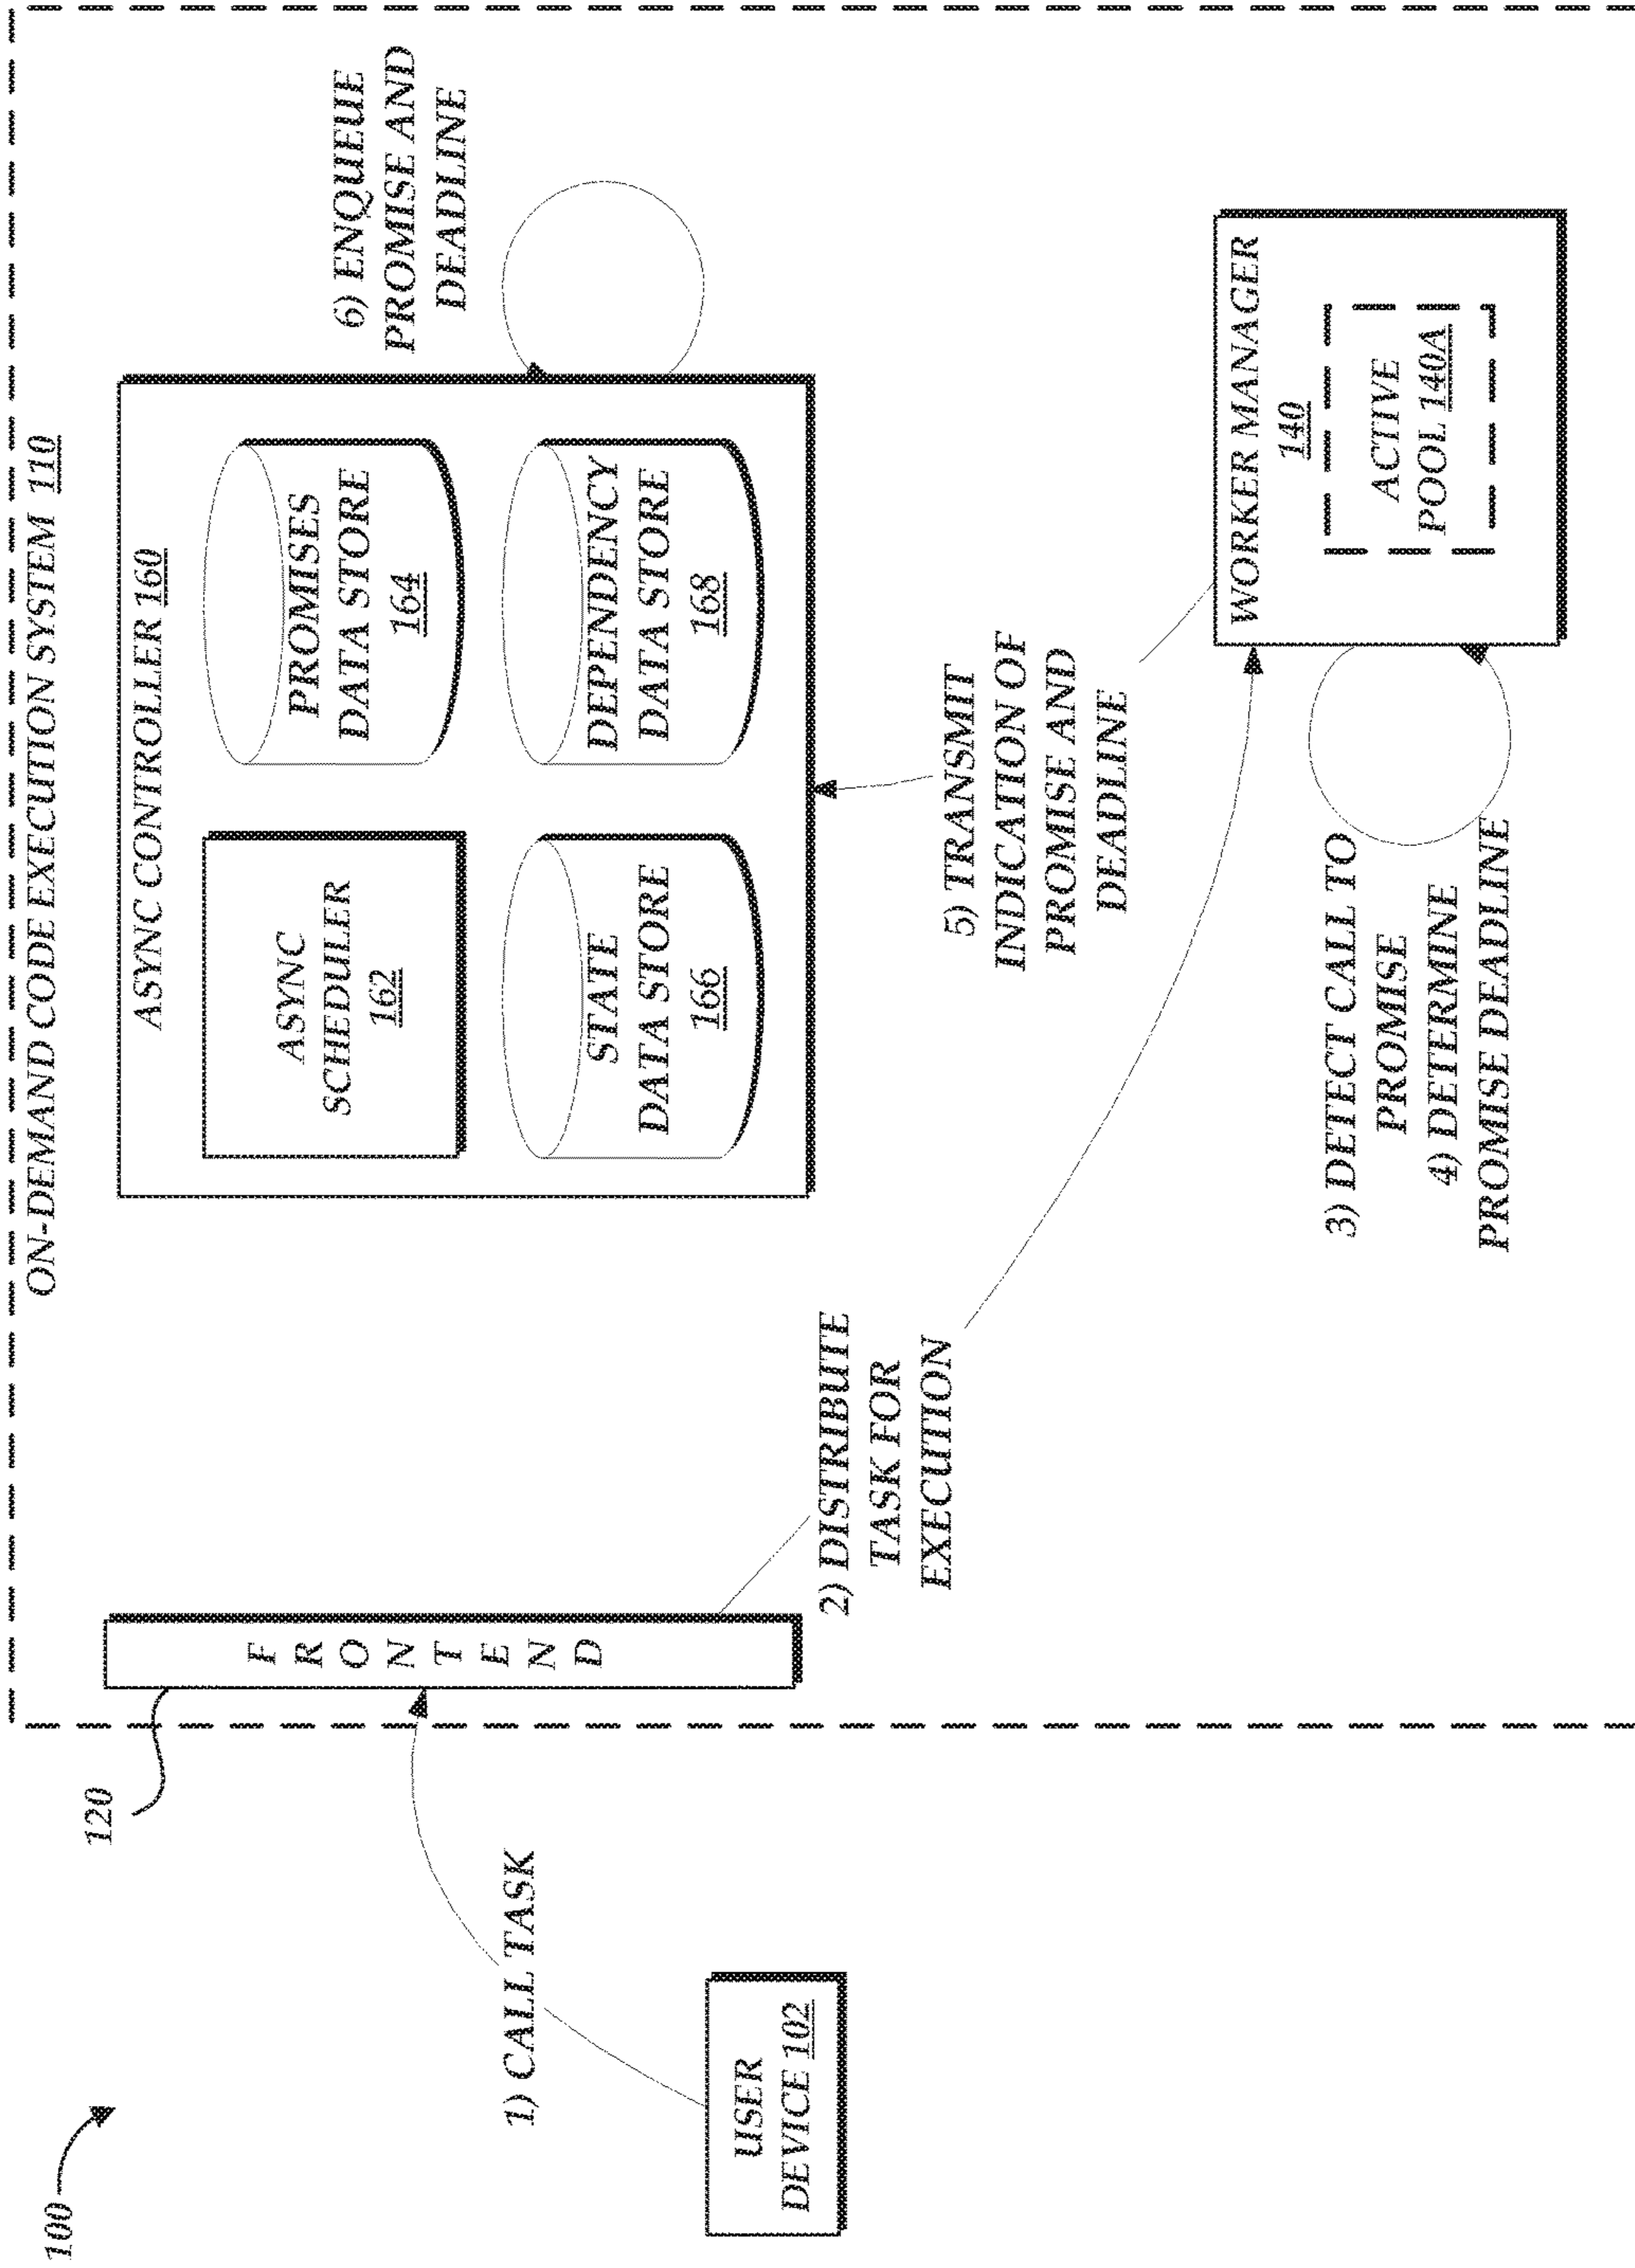 100
ON-DEMAND CODE EXECUTION SYSTEM 110
120
FRONTEND
USER
DEVICE 102
1) CALL TASK
2) DISTRIBUTE
TASK FOR
EXECUTION
ASYNC CONTROLLER 160
ASYNC
SCHEDULER
162
PROMISES
DATA STORE
164
STATE
DATA STORE
166
DEPENDENCY
DATA STORE
168
6) ENQUEUE
PROMISE AND
DEADLINE
5) TRANSMIT
INDICATION OF
PROMISE AND
DEADLINE
3) DETECT CALL TO
PROMISE
4) DETERMINE
PROMISE DEADLINE
WORKER MANAGER
140
ACTIVE
POOL 140A